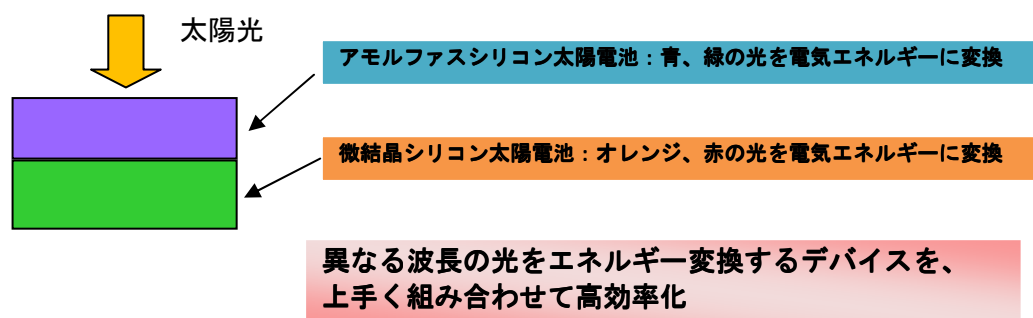 太陽光
アモルファスシリコン太陽電池：青、緑の光を電気エネルギーに変換
微結晶シリコン太陽電池：オレンジ、赤の光を電気エネルギーに変換
異なる波長の光をエネルギー変換するデバイスを、
上手く組み合わせて高効率化